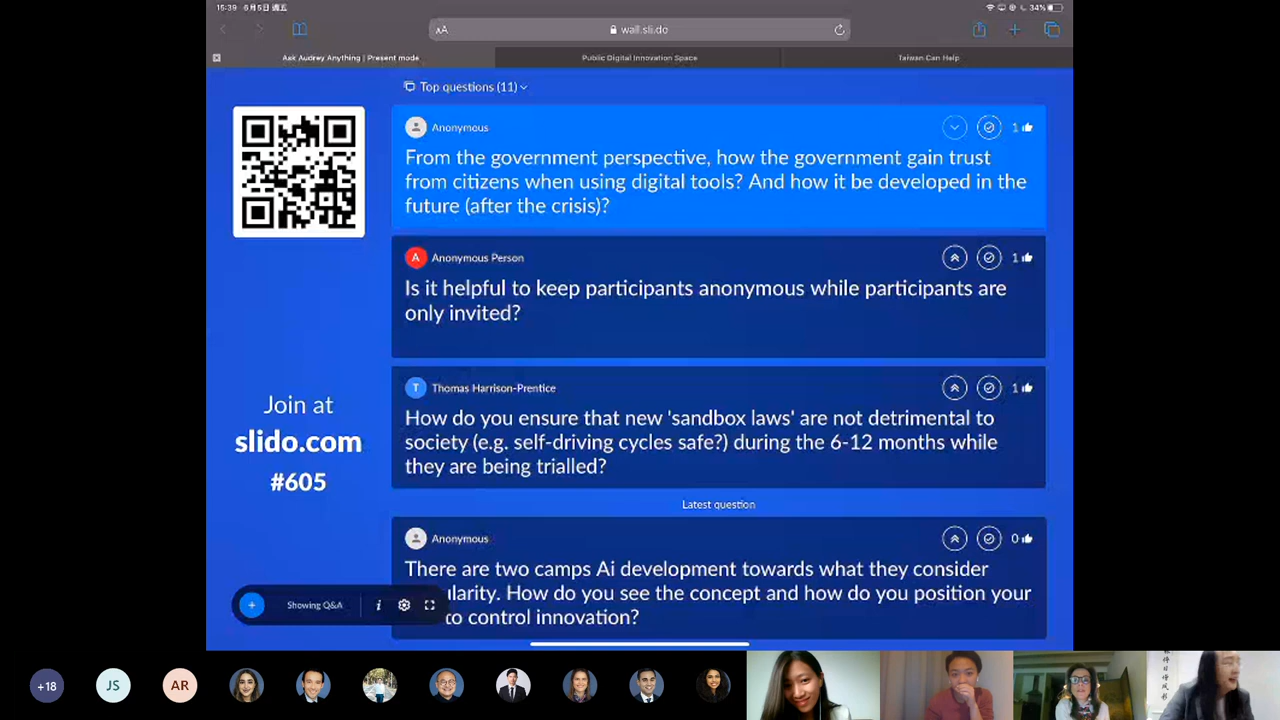 15:39 6月5日 週五
34%
AA
wall.sli.do
Ask Audrey Anything | Present mode
Public Digital Innovation Space
Taiwan Can Help
Top questions (11)
Anonymous
1
From the government perspective, how the government gain trust
from citizens when using digital tools? And how it be developed in the
future (after the crisis)?
A
Anonymous Person
1
Is it helpful to keep participants anonymous while participants are
only invited?
Join at
slido.com
#605
T
Thomas Harrison-Prentice
1
How do you ensure that new 'sandbox laws' are not detrimental to
society (e.g. self-driving cycles safe?) during the 6-12 months while
they are being trialled?
Latest question
Anonymous
0
There are two camps Ai development towards what they consider
ularity. How do you see the concept and how do you position your
to control innovation?
Showing Q&A
i
+18
JS
AR